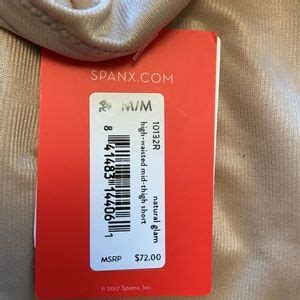 SPANX.COM
M/M
10132R
natural glam
high-waisted mid-thigh short
8 41483 14406 1
MSRP $72.00
© 2017 Spanx, Inc.